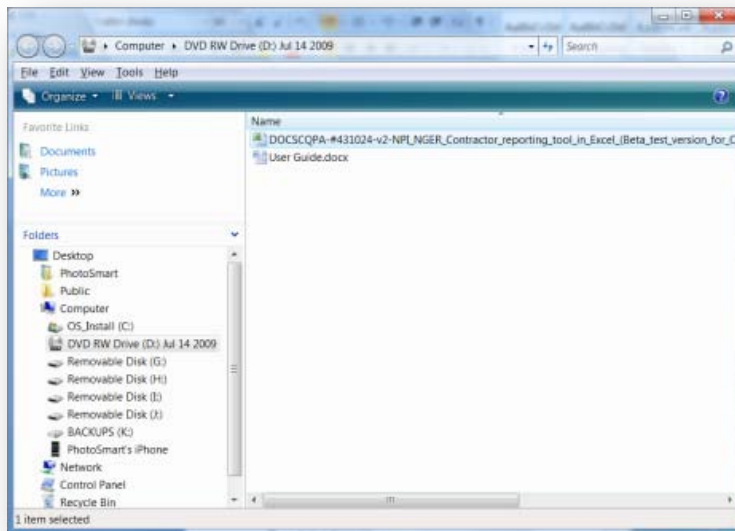 Computer ▸ DVD RW Drive (D:) Jul 14 2009
Search
File Edit View Tools Help
Organize Views
Favorite Links
Documents
Pictures
More »
Folders
Desktop
PhotoSmart
Public
Computer
OS_Install (C:)
DVD RW Drive (D:) Jul 14 2009
Removable Disk (G:)
Removable Disk (H:)
Removable Disk (I:)
Removable Disk (J:)
BACKUPS (K:)
PhotoSmart's iPhone
Network
Control Panel
Recycle Bin
Name
DOCSCQPA-#431024-v2-NPI_NGER_Contractor_reporting_tool_in_Excel_(Beta_test_version_for_C
User Guide.docx
1 item selected